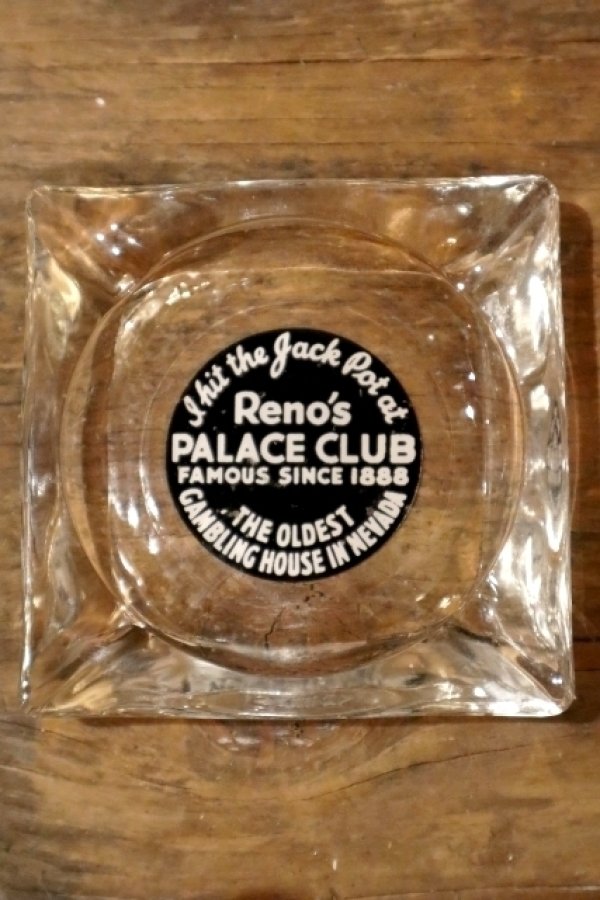 I hit the Jack Pot at
Reno's
PALACE CLUB
FAMOUS SINCE 1888
THE OLDEST
GAMBLING HOUSE IN NEVADA